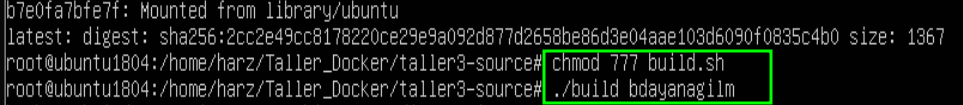 b7e0fa7bfe7f: Mounted from library/ubuntu
latest: digest: sha256:2cc2e49cc8178220ce29e9a092d877d2658be86d3e04aae103d6090f0835c4b0 size: 1367
root@ubuntu1804:/home/harz/Taller_Docker/taller3-source# chmod 777 build.sh
root@ubuntu1804:/home/harz/Taller_Docker/taller3-source# ./build bdayanagilm